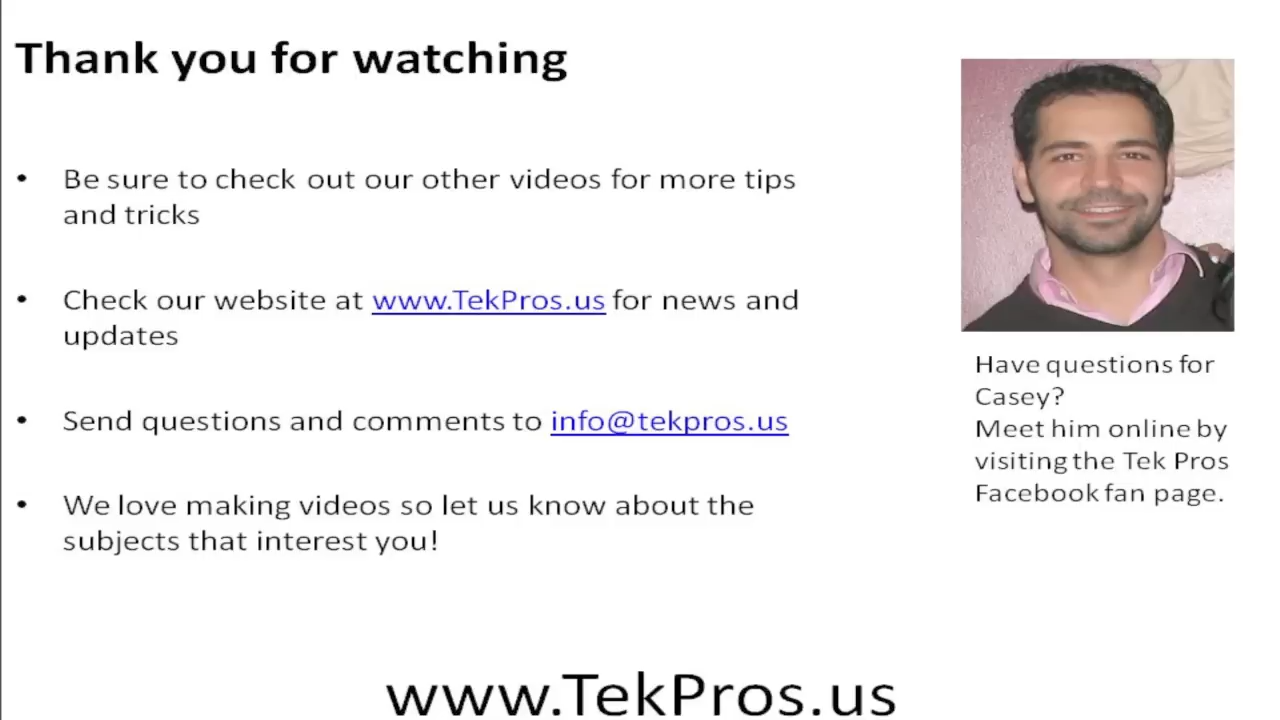 Thank you for watching
• Be sure to check out our other videos for more tips
and tricks
• Check our website at www.TekPros.us for news and
updates
• Send questions and comments to info@tekpros.us
• We love making videos so let us know about the
subjects that interest you!
Have questions for
Casey?
Meet him online by
visiting the Tek Pros
Facebook fan page.
www.TekPros.us